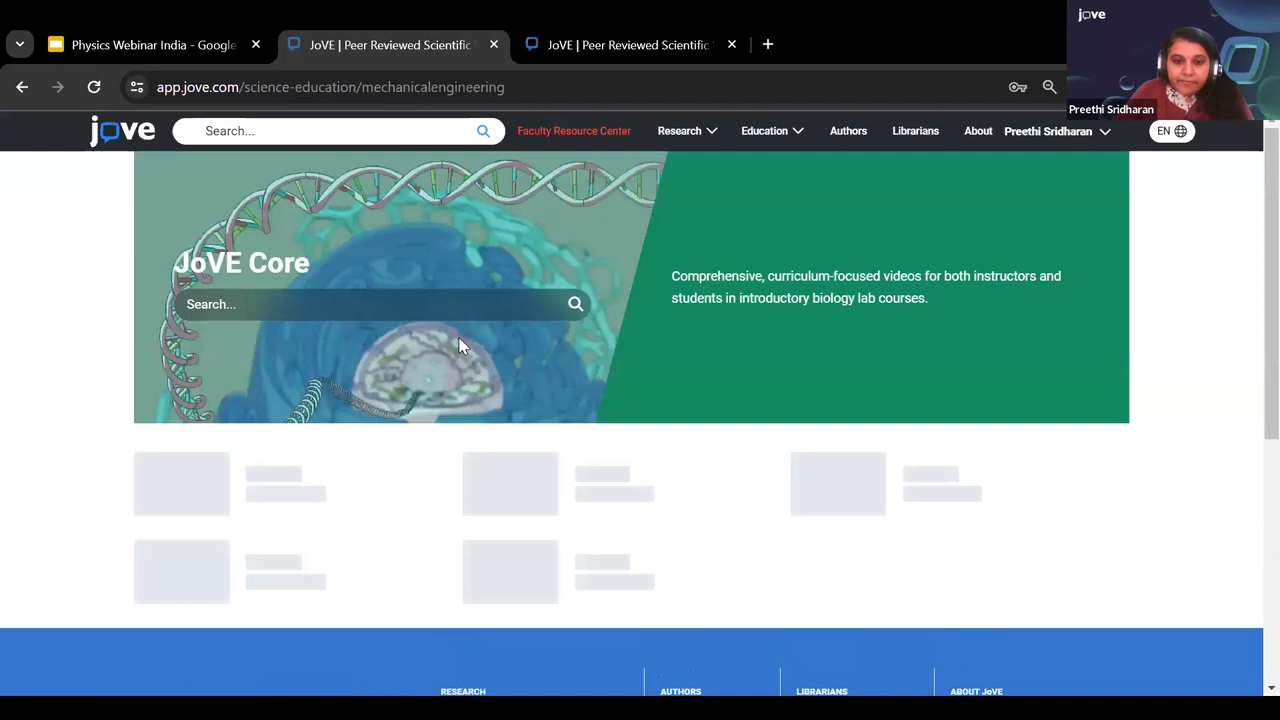 Physics Webinar India - Google
JoVE | Peer Reviewed Scientific
JoVE | Peer Reviewed Scientific
jove
Preethi Sridharan
app.jove.com/science-education/mechanicalengineering
jove
Search...
Faculty Resource Center
Research
Education
Authors
Librarians
About
Preethi Sridharan
EN
JoVE Core
Search...
Comprehensive, curriculum-focused videos for both instructors and
students in introductory biology lab courses.
RESEARCH
AUTHORS
LIBRARIANS
ABOUT JoVE